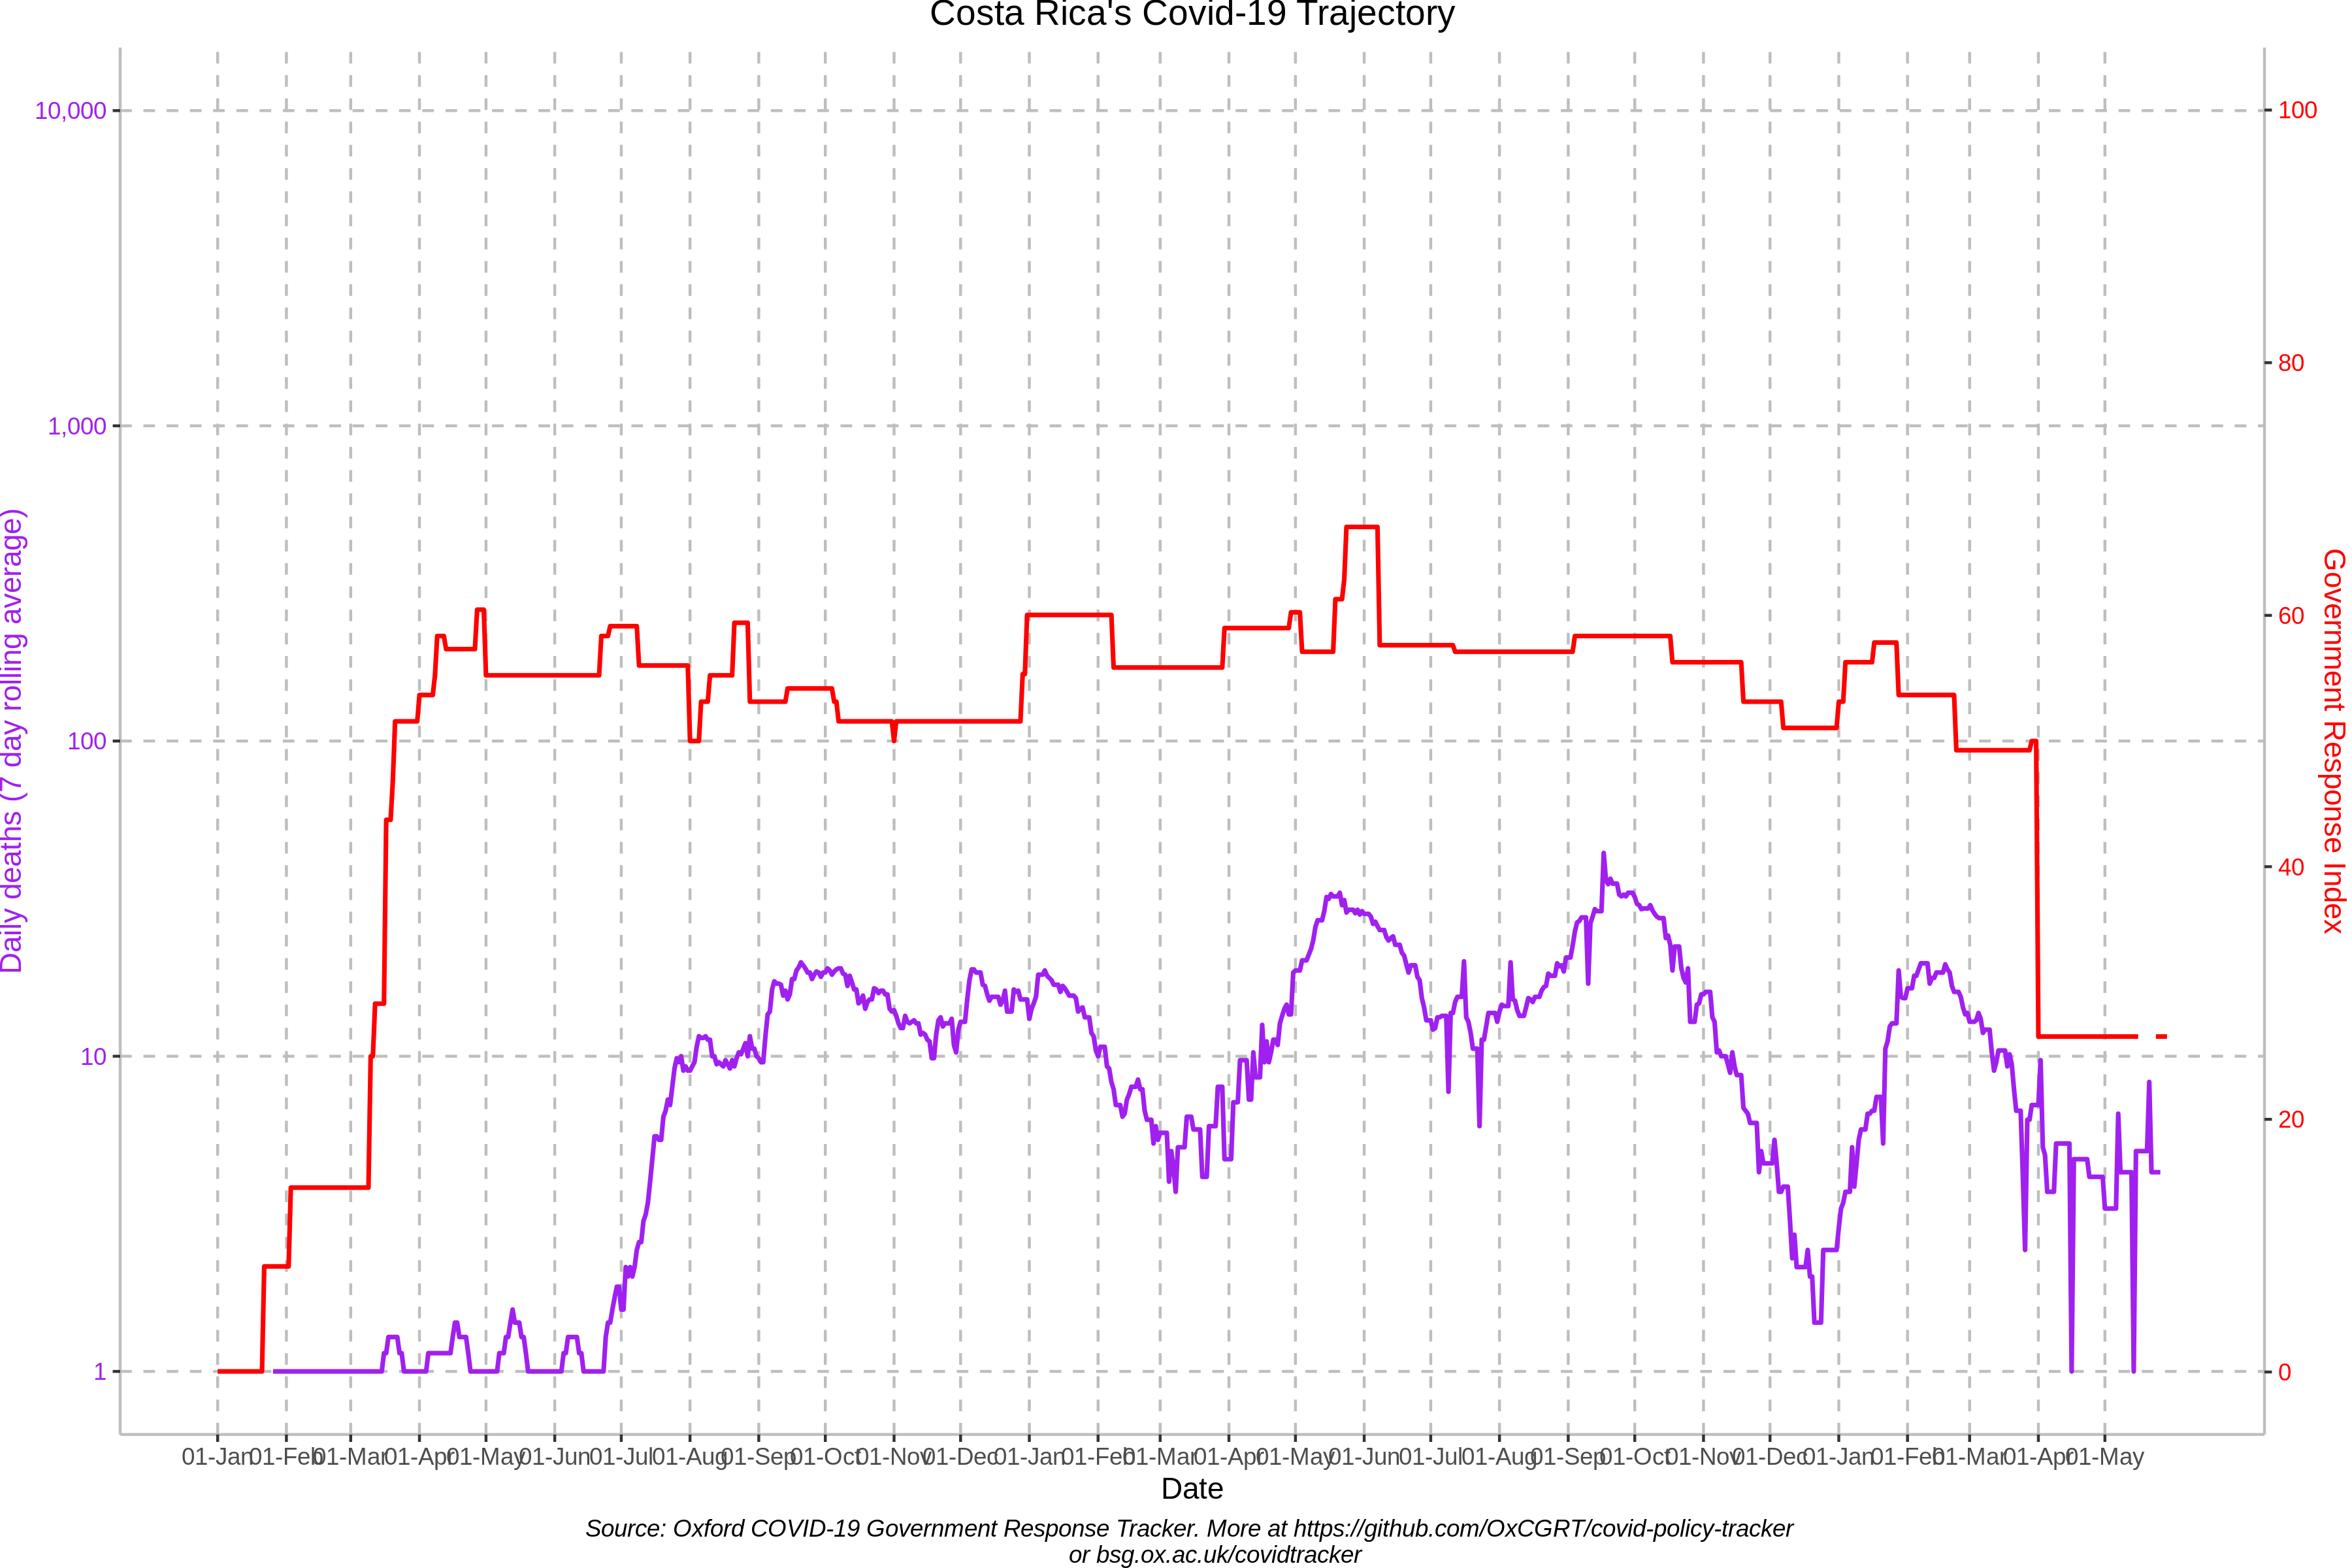 Costa Rica's Covid-19 Trajectory
10,000
1,000
100
10
1
Daily deaths (7 day rolling average)
100
80
60
40
20
0
Government Response Index
01-Jan 01-Feb 01-Mar 01-Apr 01-May 01-Jun 01-Jul 01-Aug 01-Sep 01-Oct 01-Nov 01-Dec 01-Jan 01-Feb 01-Mar 01-Apr 01-May 01-Jun 01-Jul 01-Aug 01-Sep 01-Oct 01-Nov 01-Dec 01-Jan 01-Feb 01-Mar 01-Apr 01-May
Date
Source: Oxford COVID-19 Government Response Tracker. More at https://github.com/OxCGRT/covid-policy-tracker
or bsg.ox.ac.uk/covidtracker